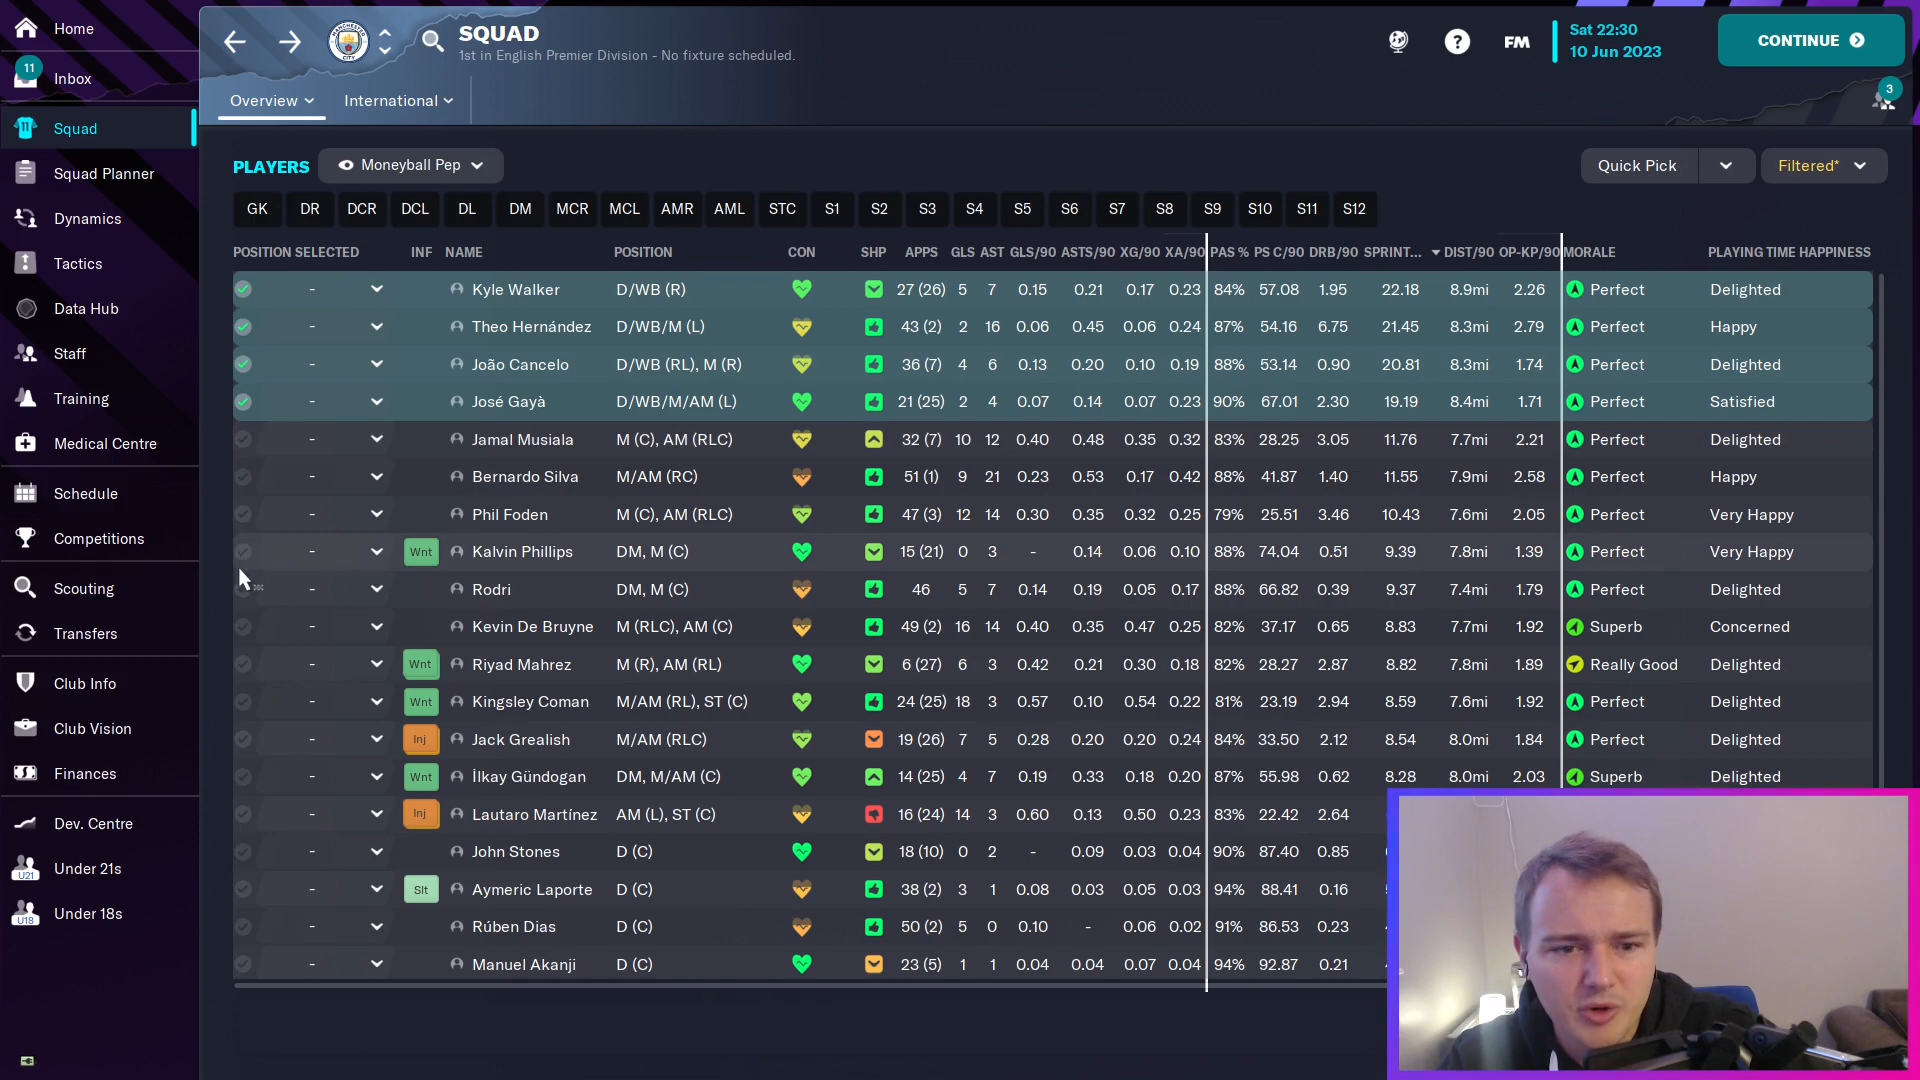 Home
11
Inbox
Squad
Squad Planner
Dynamics
Tactics
Data Hub
Staff
Training
Medical Centre
Schedule
Competitions
Scouting
Transfers
Club Info
Club Vision
Finances
Dev. Centre
U21 Under 21s
U18 Under 18s
SQUAD
1st in English Premier Division - No fixture scheduled.
? FM
Sat 22:30
10 Jun 2023
CONTINUE
Overview International
3
PLAYERS Moneyball Pep Quick Pick Filtered*
GK DR DCR DCL DL DM MCR MCL AMR AML STC S1 S2 S3 S4 S5 S6 S7 S8 S9 S10 S11 S12
POSITION SELECTED INF NAME POSITION CON SHP APPS GLS AST GLS/90 ASTS/90 XG/90 XA/90 PAS % PS C/90 DRB/90 SPRINT... DIST/90 OP-KP/90 MORALE PLAYING TIME HAPPINESS
- Kyle Walker D/WB (R) 27 (26) 5 7 0.15 0.21 0.17 0.23 84% 57.08 1.95 22.18 8.9mi 2.26 Perfect Delighted
- Theo Hernández D/WB/M (L) 43 (2) 2 16 0.06 0.45 0.06 0.24 87% 54.16 6.75 21.45 8.3mi 2.79 Perfect Happy
- João Cancelo D/WB (RL), M (R) 36 (7) 4 6 0.13 0.20 0.10 0.19 88% 53.14 0.90 20.81 8.3mi 1.74 Perfect Delighted
- José Gayà D/WB/M/AM (L) 21 (25) 2 4 0.07 0.14 0.07 0.23 90% 67.01 2.30 19.19 8.4mi 1.71 Perfect Satisfied
- Jamal Musiala M (C), AM (RLC) 32 (7) 10 12 0.40 0.48 0.35 0.32 83% 28.25 3.05 11.76 7.7mi 2.21 Perfect Delighted
- Bernardo Silva M/AM (RC) 51 (1) 9 21 0.23 0.53 0.17 0.42 88% 41.87 1.40 11.55 7.9mi 2.58 Perfect Happy
- Phil Foden M (C), AM (RLC) 47 (3) 12 14 0.30 0.35 0.32 0.25 79% 25.51 3.46 10.43 7.6mi 2.05 Perfect Very Happy
- Wnt Kalvin Phillips DM, M (C) 15 (21) 0 3 - 0.14 0.06 0.10 88% 74.04 0.51 9.39 7.8mi 1.39 Perfect Very Happy
- Rodri DM, M (C) 46 5 7 0.14 0.19 0.05 0.17 88% 66.82 0.39 9.37 7.4mi 1.79 Perfect Delighted
- Kevin De Bruyne M (RLC), AM (C) 49 (2) 16 14 0.40 0.35 0.47 0.25 82% 37.17 0.65 8.83 7.7mi 1.92 Superb Concerned
- Wnt Riyad Mahrez M (R), AM (RL) 6 (27) 6 3 0.42 0.21 0.30 0.18 82% 28.27 2.87 8.82 7.8mi 1.89 Really Good Delighted
- Wnt Kingsley Coman M/AM (RL), ST (C) 24 (25) 18 3 0.57 0.10 0.54 0.22 81% 23.19 2.94 8.59 7.6mi 1.92 Perfect Delighted
- Inj Jack Grealish M/AM (RLC) 19 (26) 7 5 0.28 0.20 0.20 0.24 84% 33.50 2.12 8.54 8.0mi 1.84 Perfect Delighted
- Wnt İlkay Gündogan DM, M/AM (C) 14 (25) 4 7 0.19 0.33 0.18 0.20 87% 55.98 0.62 8.28 8.0mi 2.03 Superb Delighted
- Inj Lautaro Martínez AM (L), ST (C) 16 (24) 14 3 0.60 0.13 0.50 0.23 83% 22.42 2.64
- John Stones D (C) 18 (10) 0 2 - 0.09 0.03 0.04 90% 87.40 0.85
- Slt Aymeric Laporte D (C) 38 (2) 3 1 0.08 0.03 0.05 0.03 94% 88.41 0.16
- Rúben Dias D (C) 50 (2) 5 0 0.10 - 0.06 0.02 91% 86.53 0.23
- Manuel Akanji D (C) 23 (5) 1 1 0.04 0.04 0.07 0.04 94% 92.87 0.21